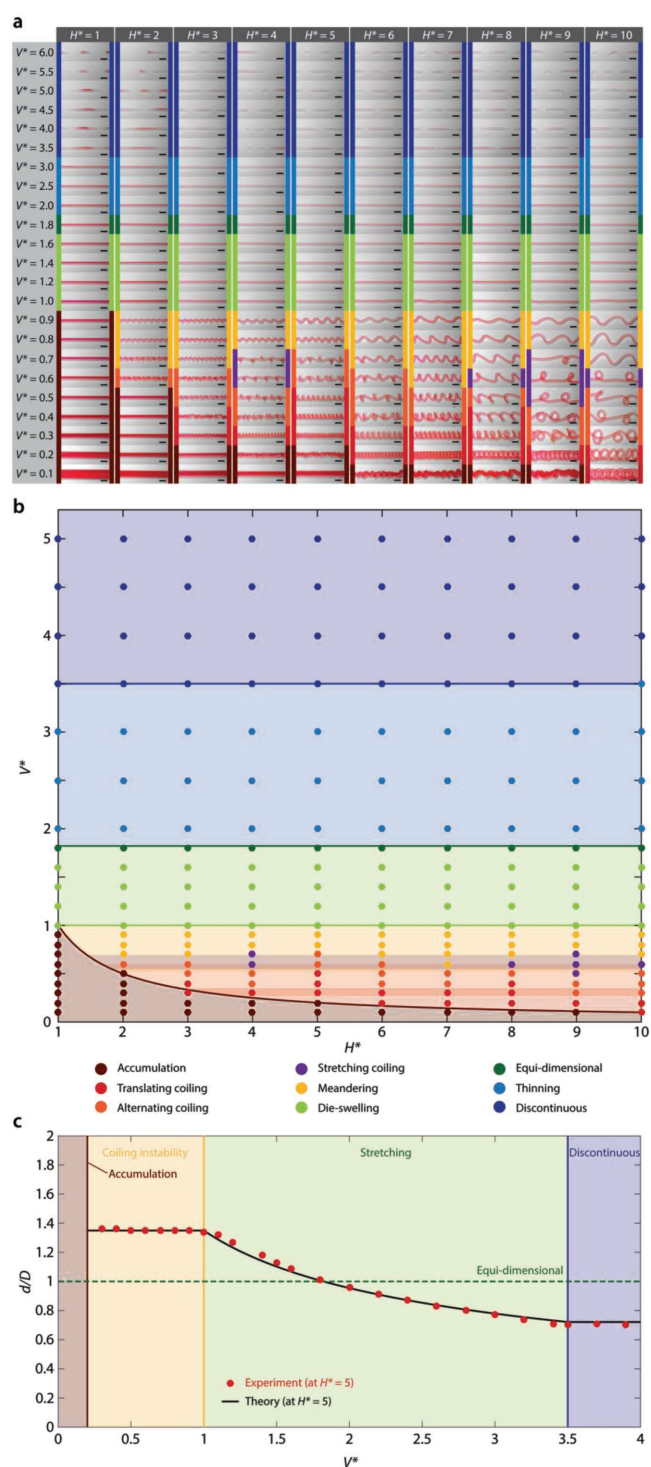 a
H* = 1 H* = 2 H* = 3 H* = 4 H* = 5 H* = 6 H* = 7 H* = 8 H* = 9 H* = 10
V* = 6.0
V* = 5.5
V* = 5.0
V* = 4.5
V* = 4.0
V* = 3.5
V* = 3.0
V* = 2.5
V* = 2.0
V* = 1.8
V* = 1.6
V* = 1.4
V* = 1.2
V* = 1.0
V* = 0.9
V* = 0.8
V* = 0.7
V* = 0.6
V* = 0.5
V* = 0.4
V* = 0.3
V* = 0.2
V* = 0.1
b
5
4
3
V*
2
1
0
1 2 3 4 5 6 7 8 9 10
H*
Accumulation Stretching coiling Equi-dimensional
Translating coiling Meandering Thinning
Alternating coiling Die-swelling Discontinuous
c
2
Coiling instability Stretching Discontinuous
1.8
Accumulation
1.6
1.4
1.2
d/D
1
Equi-dimensional
0.8
0.6
0.4
Experiment (at H* = 5)
0.2
Theory (at H* = 5)
0
0 0.5 1 1.5 2 2.5 3 3.5 4
V*